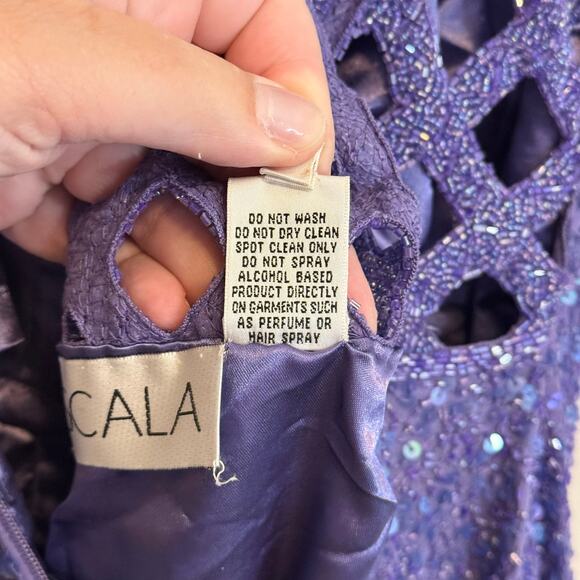 DO NOT WASH
DO NOT DRY CLEAN
SPOT CLEAN ONLY
DO NOT SPRAY
ALCOHOL BASED
PRODUCT DIRECTLY
ON GARMENTS SUCH
AS PERFUME OR
HAIR SPRAY
SCALA